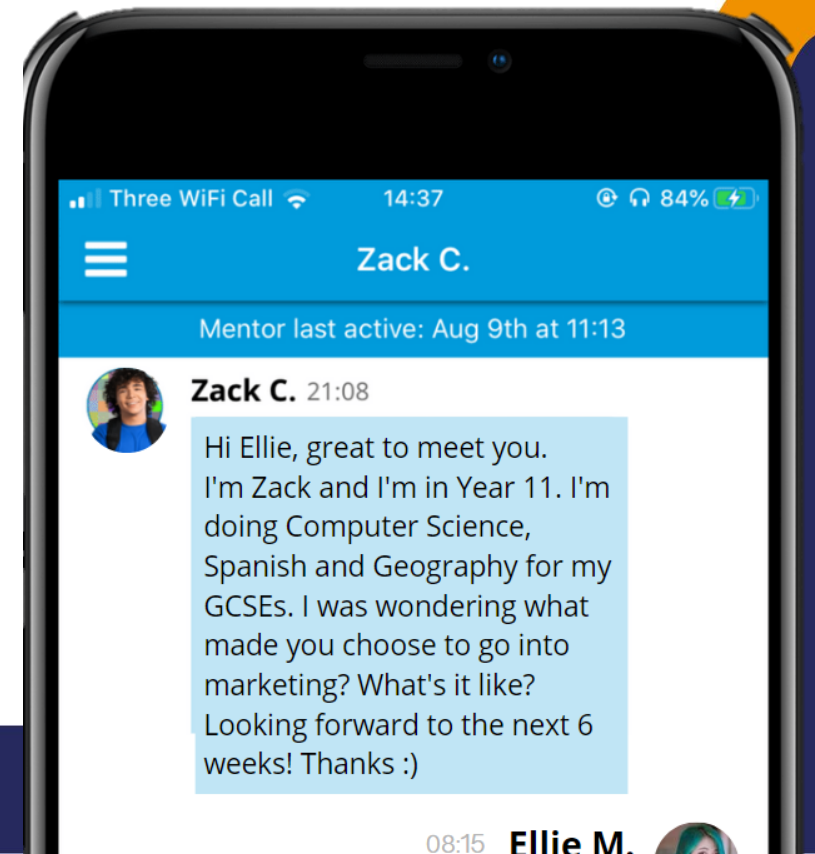 Three WiFi Call 14:37 84%
Zack C.
Mentor last active: Aug 9th at 11:13
Zack C. 21:08
Hi Ellie, great to meet you.
I'm Zack and I'm in Year 11. I'm
doing Computer Science,
Spanish and Geography for my
GCSEs. I was wondering what
made you choose to go into
marketing? What's it like?
Looking forward to the next 6
weeks! Thanks :)
08:15 Ellie M.